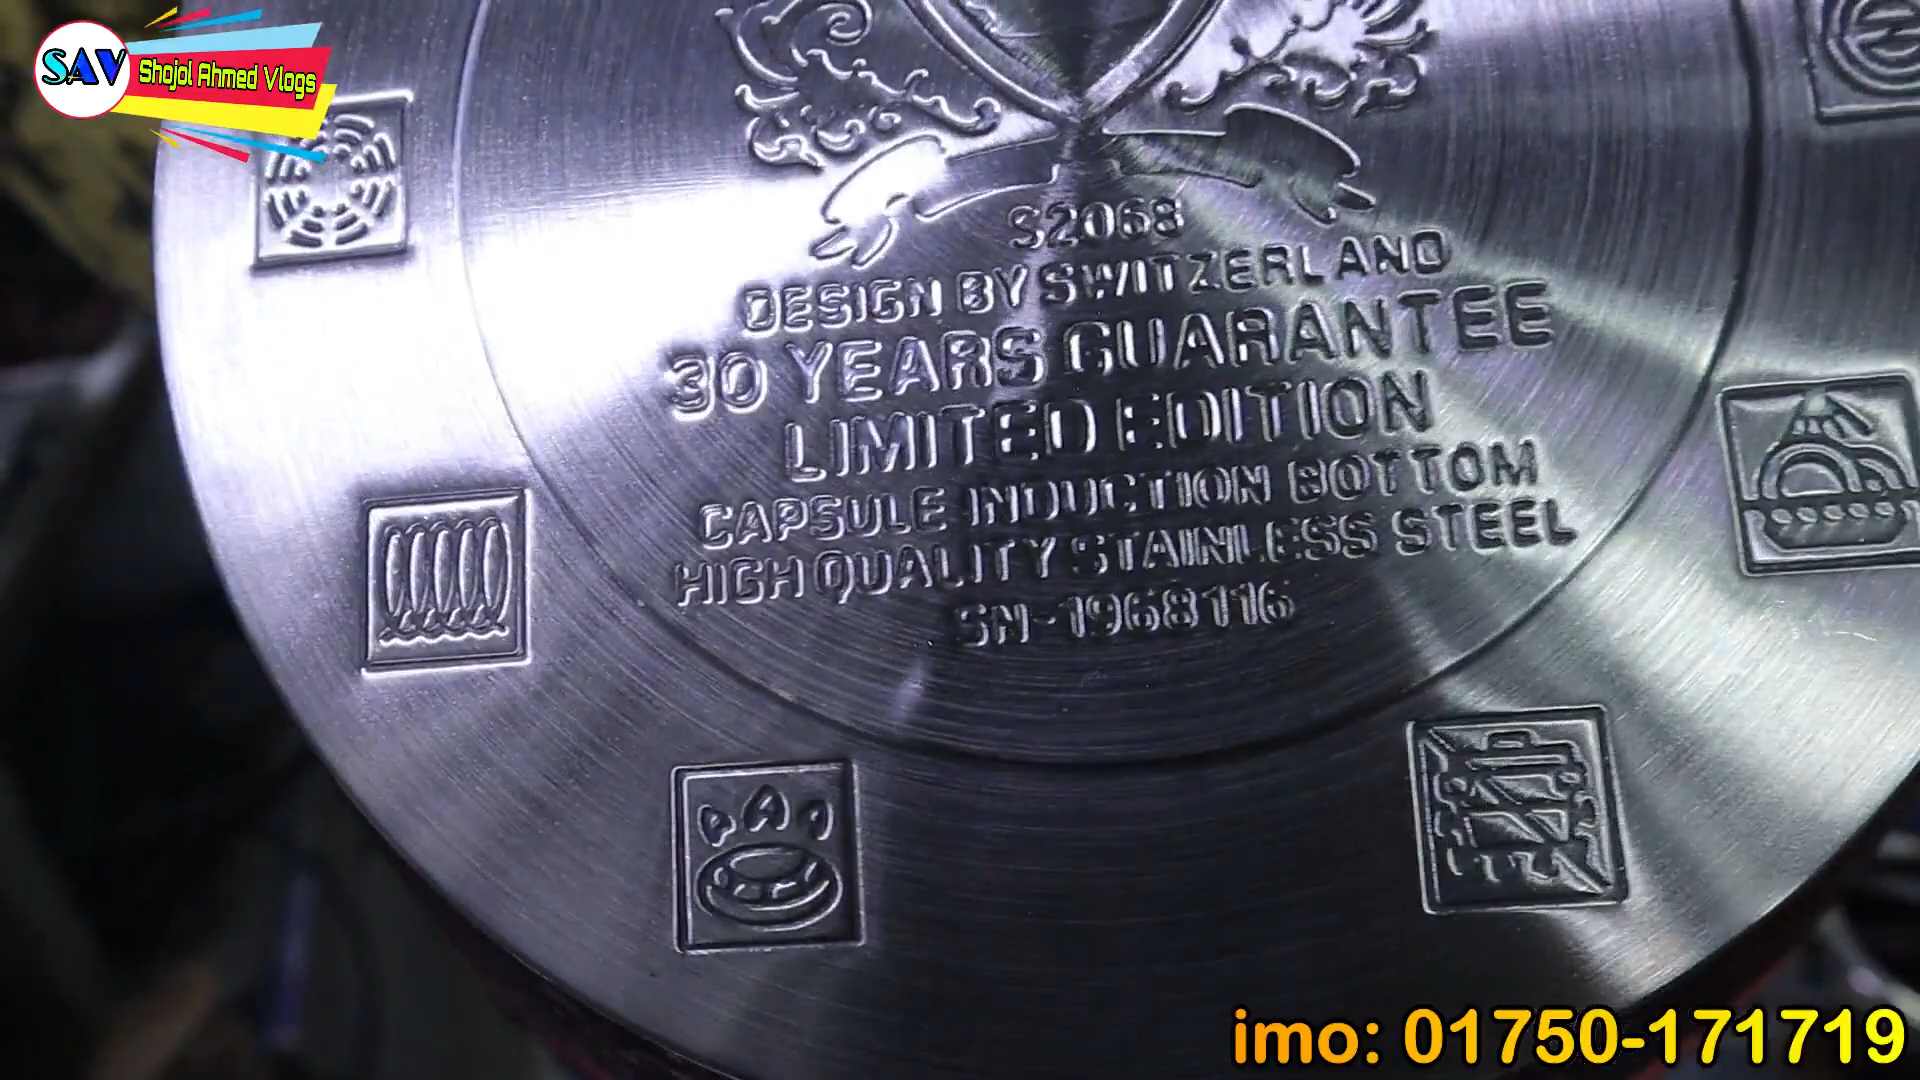 SAV
Shojol Ahmed Vlogs
S2068
DESIGN BY SWITZERLAND
30 YEARS GUARANTEE
LIMITED EDITION
CAPSULE INDUCTION BOTTOM
HIGH QUALITY STAINLESS STEEL
SN-1968116
imo: 01750-171719